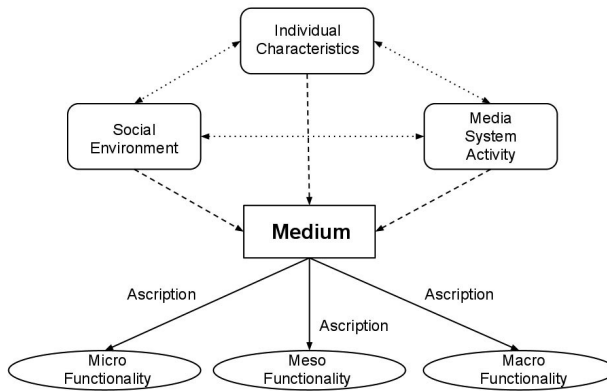 Individual
Characteristics
Social
Environment
Media
System
Activity
Medium
Ascription
Ascription
Ascription
Micro
Functionality
Meso
Functionality
Macro
Functionality